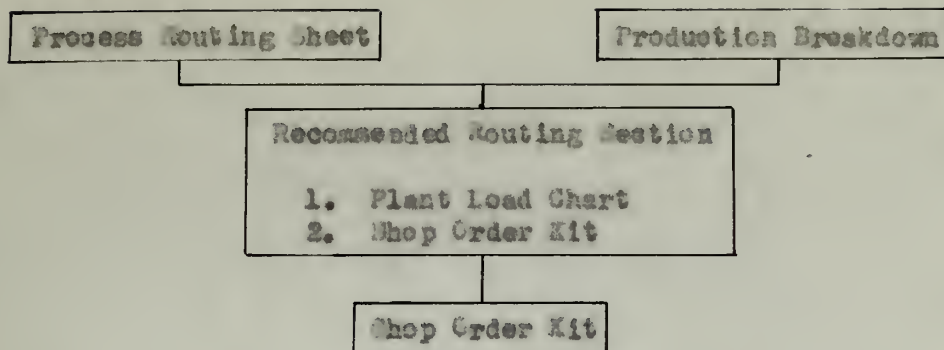 Process Routing Sheet
Production Breakdown
Recommended Routing Section
1. Plant Load Chart
2. Shop Order Kit
Shop Order Kit